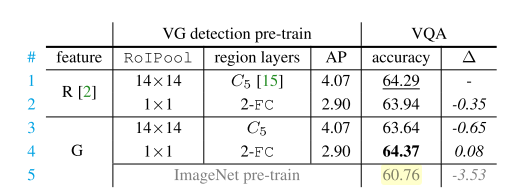 VG detection pre-train VQA
# feature RoIPool region layers AP accuracy Δ
1 R [2] 14×14 C5 [15] 4.07 64.29 -
2 1×1 2-FC 2.90 63.94 -0.35
3 G 14×14 C5 4.07 63.64 -0.65
4 1×1 2-FC 2.90 64.37 0.08
5 ImageNet pre-train 60.76 -3.53